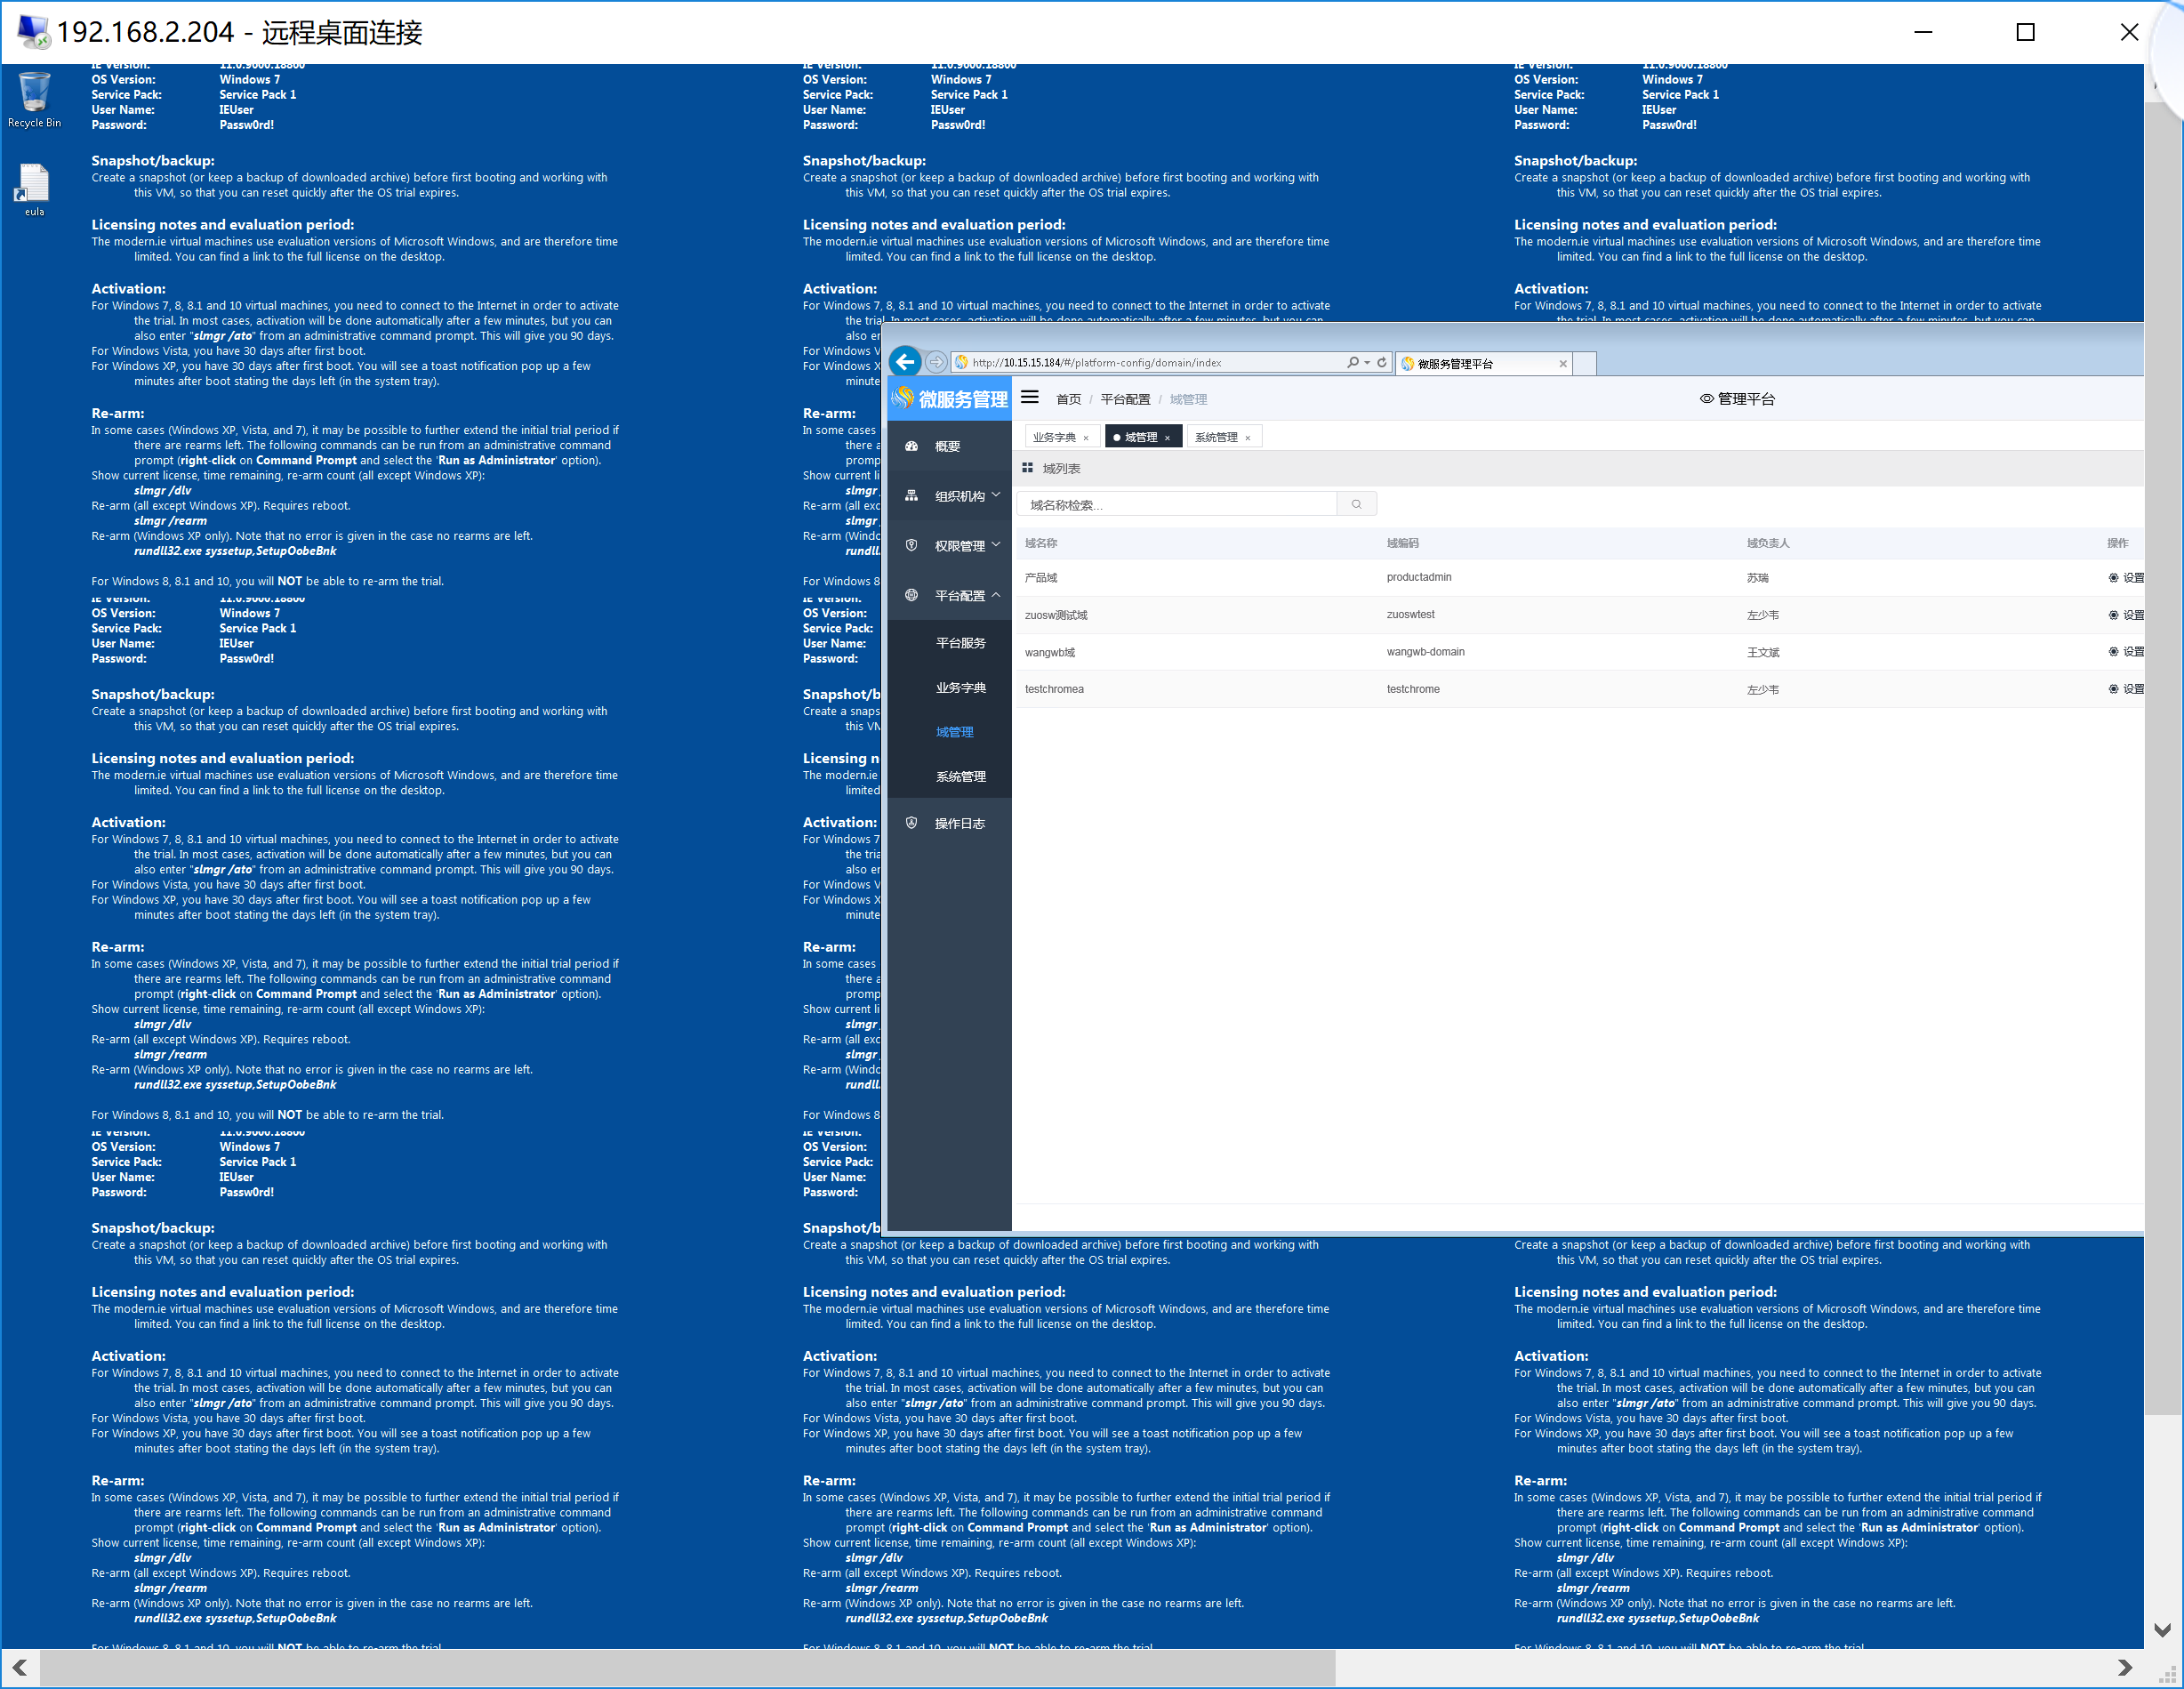 192.168.2.204 - 远程桌面连接
Recycle Bin
eula
IE Version: 11.0.9600.18860
OS Version: Windows 7
Service Pack: Service Pack 1
User Name: IEUser
Password: Passw0rd!
Snapshot/backup:
Create a snapshot (or keep a backup of downloaded archive) before first booting and working with
this VM, so that you can reset quickly after the OS trial expires.
Licensing notes and evaluation period:
The modern.ie virtual machines use evaluation versions of Microsoft Windows, and are therefore time
limited. You can find a link to the full license on the desktop.
Activation:
For Windows 7, 8, 8.1 and 10 virtual machines, you need to connect to the Internet in order to activate
the trial. In most cases, activation will be done automatically after a few minutes, but you can
also enter "slmgr /ato" from an administrative command prompt. This will give you 90 days.
For Windows Vista, you have 30 days after first boot.
For Windows XP, you have 30 days after first boot. You will see a toast notification pop up a few
minutes after boot stating the days left (in the system tray).
Re-arm:
In some cases (Windows XP, Vista, and 7), it may be possible to further extend the initial trial period if
there are rearms left. The following commands can be run from an administrative command
prompt (right-click on Command Prompt and select the 'Run as Administrator' option).
Show current license, time remaining, re-arm count (all except Windows XP):
slmgr /dlv
Re-arm (all except Windows XP). Requires reboot.
slmgr /rearm
Re-arm (Windows XP only). Note that no error is given in the case no rearms are left.
rundll32.exe syssetup,SetupOobeBnk
For Windows 8, 8.1 and 10, you will NOT be able to re-arm the trial.
http://10.15.15.184/#/platform-config/domain/index
微服务管理平台
微服务管理
首页 / 平台配置 / 域管理
管理平台
业务字典 ×
域管理 ×
系统管理 ×
概要
组织机构
权限管理
平台配置
平台服务
业务字典
域管理
系统管理
操作日志
域列表
域名称检索...
域名称 域编码 域负责人 操作
产品域 productadmin 苏瑞 设置
zuosw测试域 zuoswtest 左少韦 设置
wangwb域 wangwb-domain 王文斌 设置
testchromea testchrome 左少韦 设置